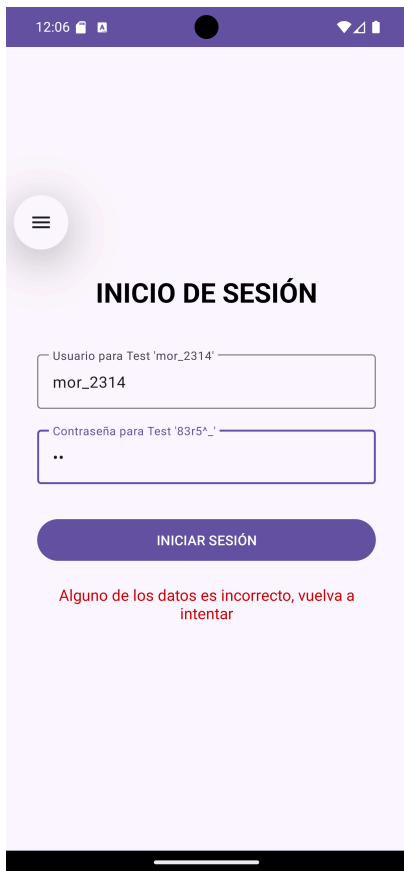 12:06
INICIO DE SESIÓN
Usuario para Test 'mor_2314'
mor_2314
Contraseña para Test '83r5^_'
••
INICIAR SESIÓN
Alguno de los datos es incorrecto, vuelva a
intentar